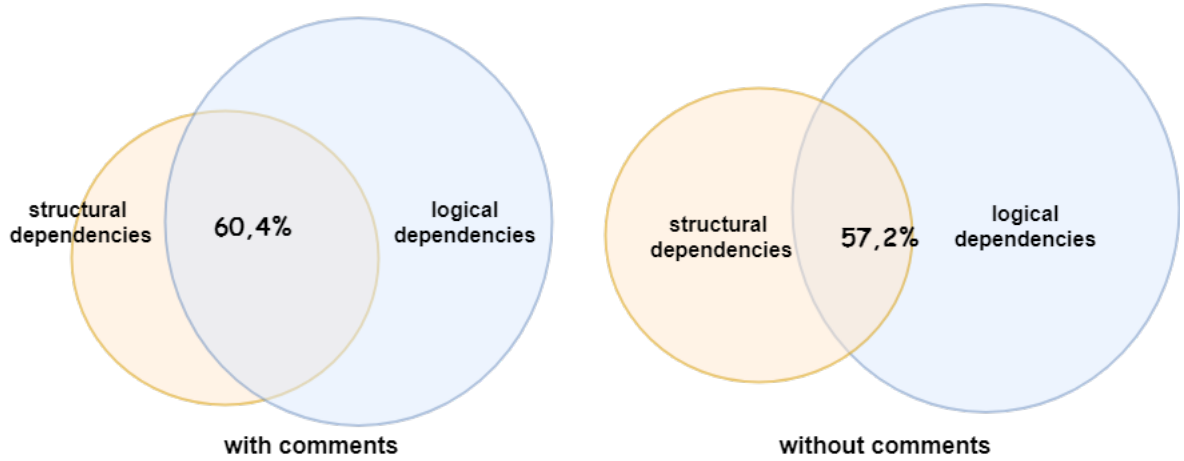 structural
dependencies
60,4%
logical
dependencies
with comments
structural
dependencies
57,2%
logical
dependencies
without comments